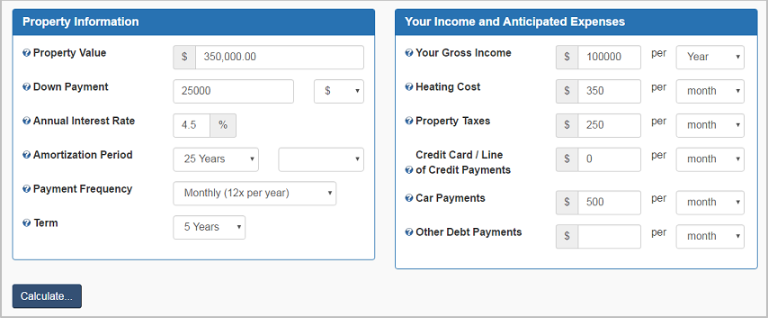 Property Information
Property Value $ 350,000.00
Down Payment 25000 $
Annual Interest Rate 4.5 %
Amortization Period 25 Years
Payment Frequency Monthly (12x per year)
Term 5 Years
Your Income and Anticipated Expenses
Your Gross Income $ 100000 per Year
Heating Cost $ 350 per month
Property Taxes $ 250 per month
Credit Card / Line
of Credit Payments $ 0 per month
Car Payments $ 500 per month
Other Debt Payments $ per month
Calculate...